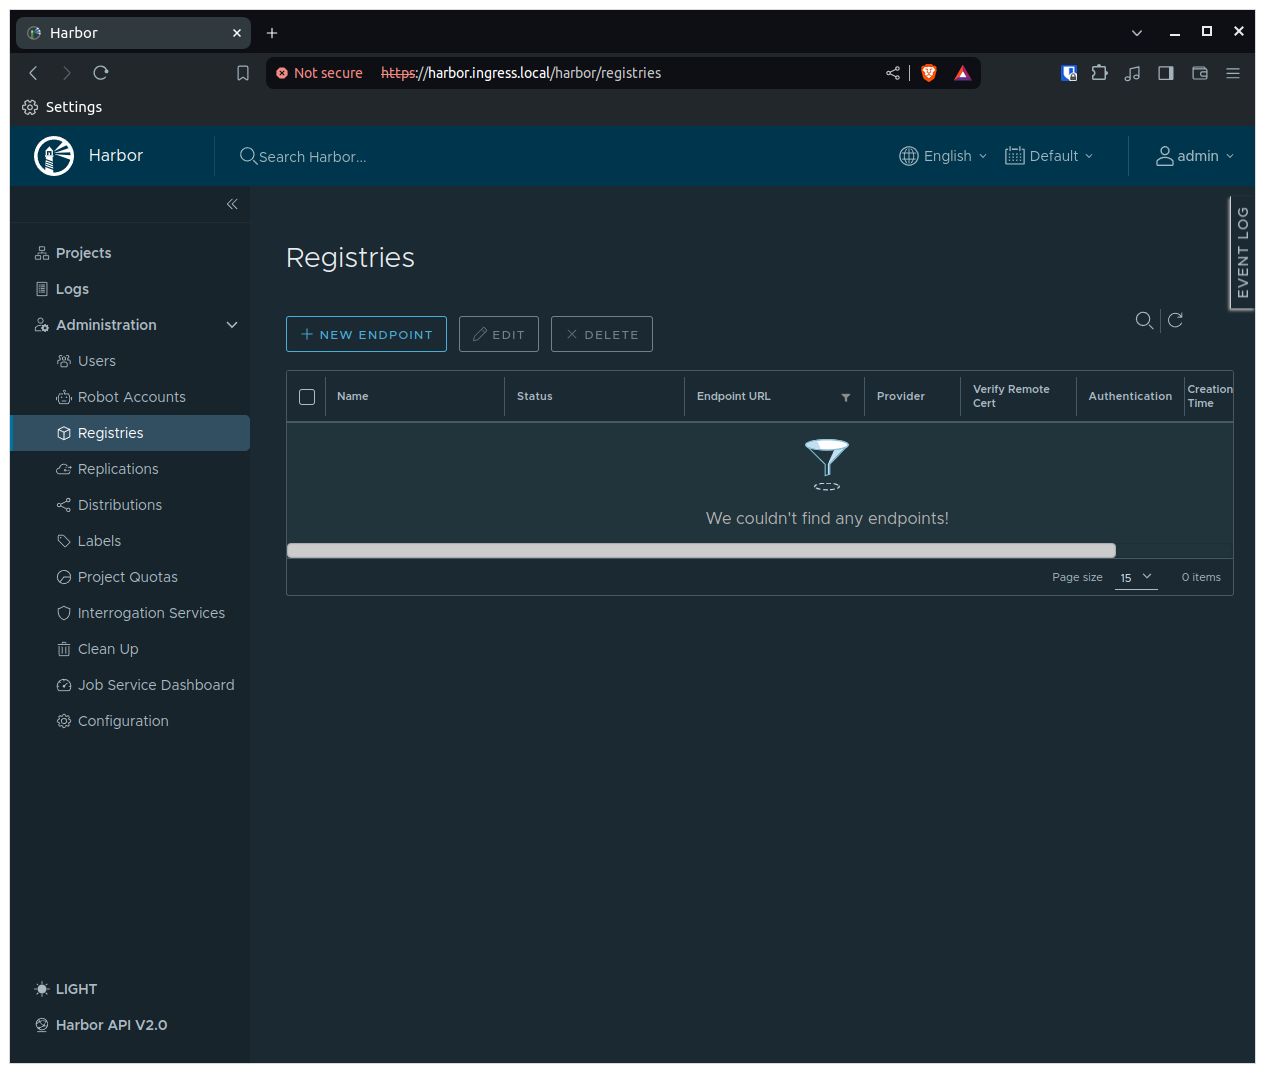 Harbor
Not secure https://harbor.ingress.local/harbor/registries
Settings
Harbor
Search Harbor...
English
Default
admin
EVENT LOG
Projects
Logs
Administration
Users
Robot Accounts
Registries
Replications
Distributions
Labels
Project Quotas
Interrogation Services
Clean Up
Job Service Dashboard
Configuration
LIGHT
Harbor API V2.0
Registries
NEW ENDPOINT
EDIT
DELETE
Name
Status
Endpoint URL
Provider
Verify Remote
Cert
Authentication
Creation
Time
We couldn't find any endpoints!
Page size 15
0 items